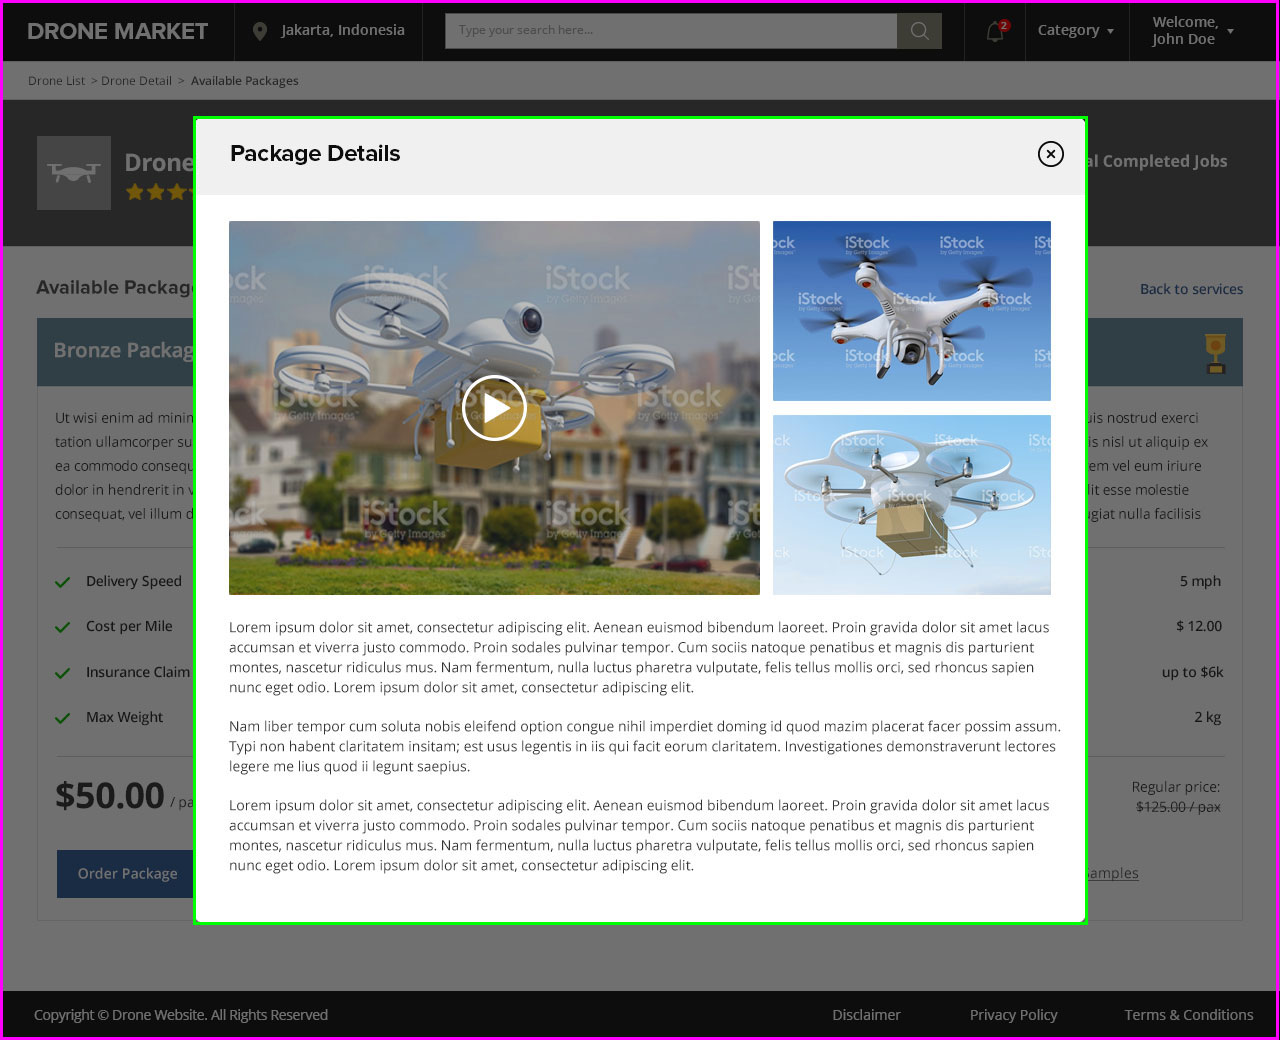 DRONE MARKET
Jakarta, Indonesia
Type your search here...
2
Category
Welcome,
John Doe
Drone List > Drone Detail > Available Packages
Drone
al Completed Jobs
Available Packag
Back to services
Bronze Packag
Ut wisi enim ad minin
tation ullamcorper su
ea commodo consequ
dolor in hendrerit in v
consequat, vel illum d
uis nostrud exerci
is nisl ut aliquip ex
em vel eum iriure
dit esse molestie
ugiat nulla facilisis
Delivery Speed
5 mph
Cost per Mile
$ 12.00
Insurance Claim
up to $6k
Max Weight
2 kg
$50.00 / pa
Regular price:
$125.00 / pax
Order Package
Samples
Package Details
iStock
by Getty Images
Lorem ipsum dolor sit amet, consectetur adipiscing elit. Aenean euismod bibendum laoreet. Proin gravida dolor sit amet lacus
accumsan et viverra justo commodo. Proin sodales pulvinar tempor. Cum sociis natoque penatibus et magnis dis parturient
montes, nascetur ridiculus mus. Nam fermentum, nulla luctus pharetra vulputate, felis tellus mollis orci, sed rhoncus sapien
nunc eget odio. Lorem ipsum dolor sit amet, consectetur adipiscing elit.
Nam liber tempor cum soluta nobis eleifend option congue nihil imperdiet doming id quod mazim placerat facer possim assum.
Typi non habent claritatem insitam; est usus legentis in iis qui facit eorum claritatem. Investigationes demonstraverunt lectores
legere me lius quod ii legunt saepius.
Lorem ipsum dolor sit amet, consectetur adipiscing elit. Aenean euismod bibendum laoreet. Proin gravida dolor sit amet lacus
accumsan et viverra justo commodo. Proin sodales pulvinar tempor. Cum sociis natoque penatibus et magnis dis parturient
montes, nascetur ridiculus mus. Nam fermentum, nulla luctus pharetra vulputate, felis tellus mollis orci, sed rhoncus sapien
nunc eget odio. Lorem ipsum dolor sit amet, consectetur adipiscing elit.
Copyright © Drone Website. All Rights Reserved
Disclaimer
Privacy Policy
Terms & Conditions